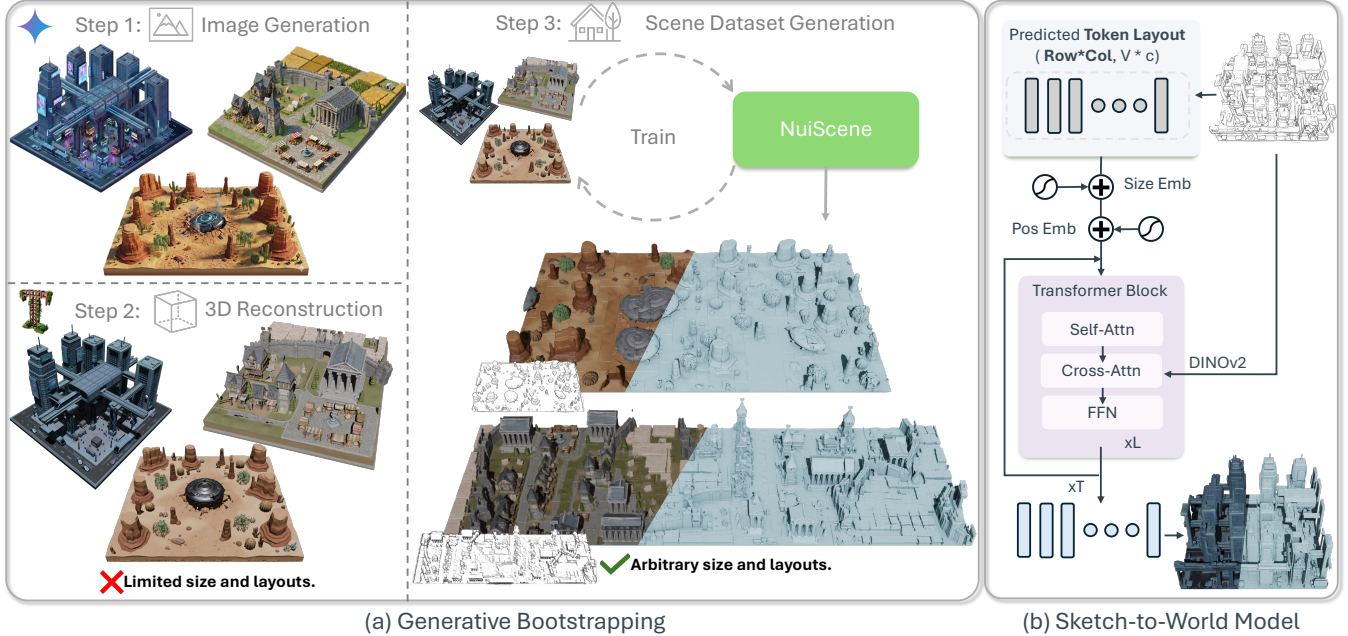 Step 1: Image Generation
Step 2: 3D Reconstruction
Limited size and layouts.
Step 3: Scene Dataset Generation
Train
NuiScene
Arbitrary size and layouts.
(a) Generative Bootstrapping
Predicted Token Layout
( Row*Col, V * c)
Size Emb
Pos Emb
Transformer Block
Self-Attn
Cross-Attn
DINOv2
FFN
xL
xT
(b) Sketch-to-World Model